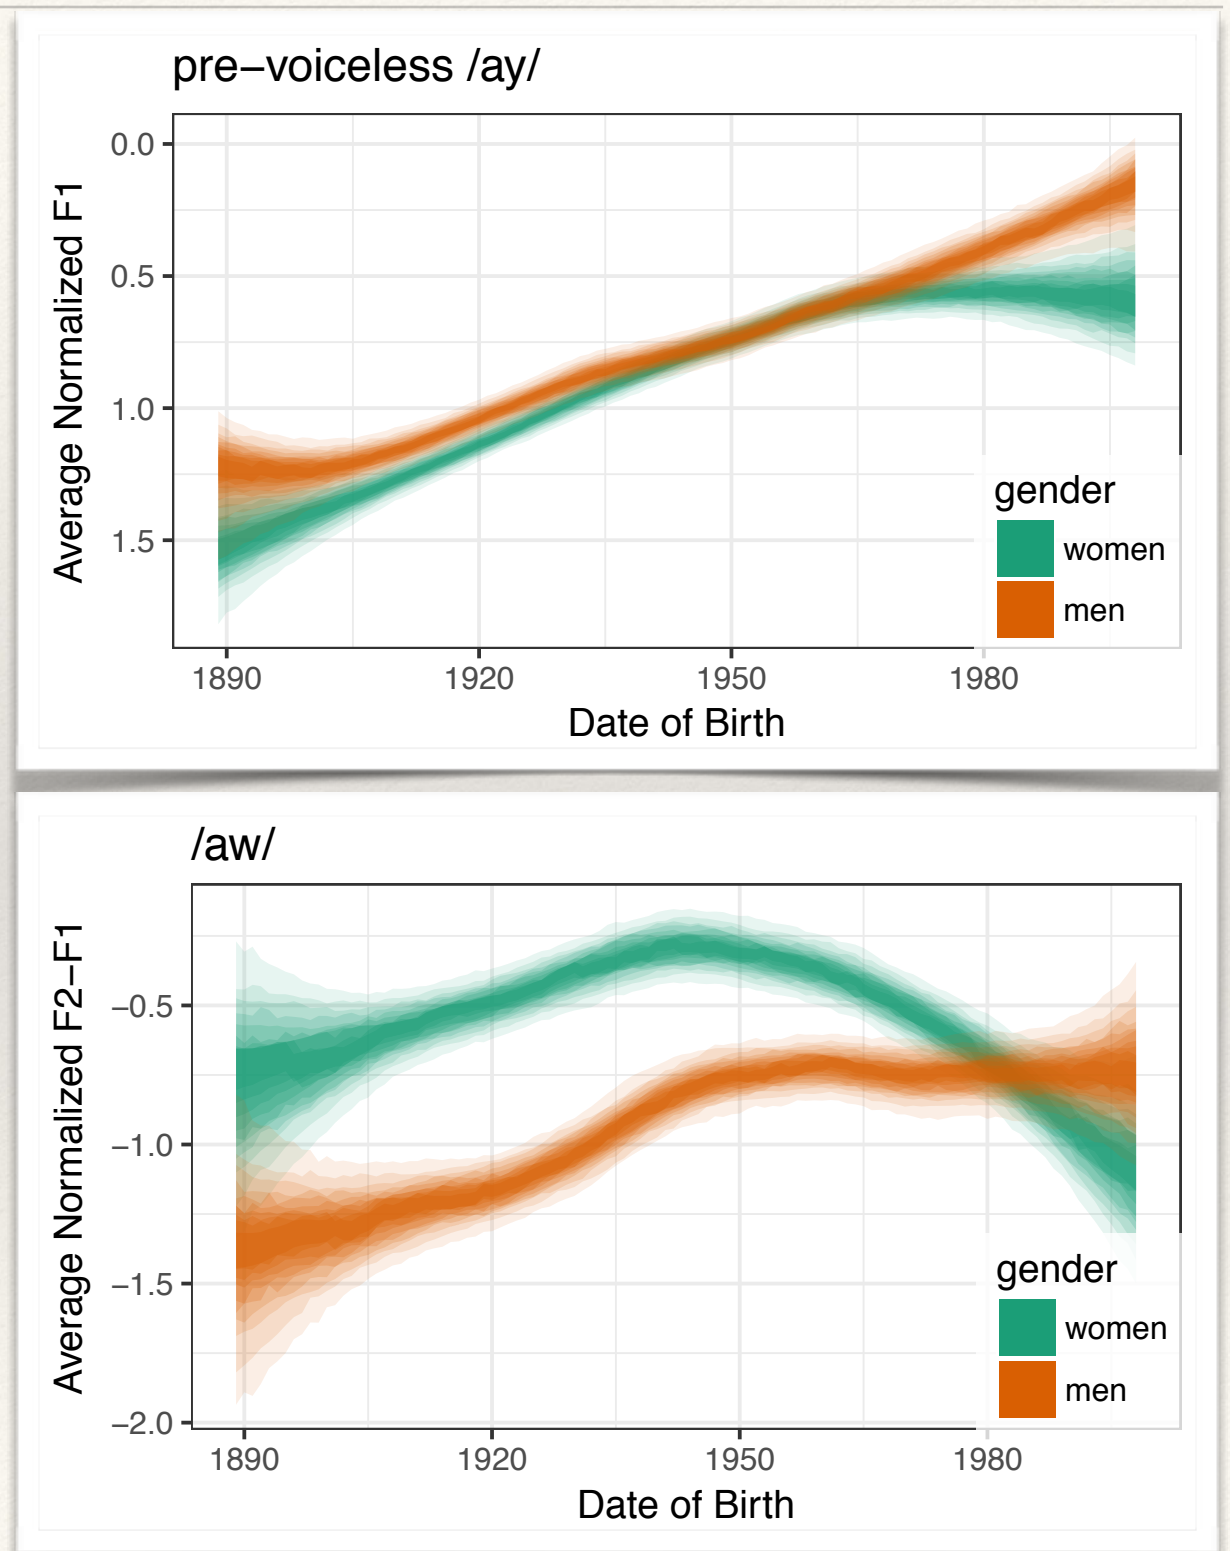 pre−voiceless /ay/
Average Normalized F1
0.0
0.5
1.0
1.5
gender
women
men
1890 1920 1950 1980
Date of Birth
/aw/
Average Normalized F2−F1
−0.5
−1.0
−1.5
−2.0
gender
women
men
1890 1920 1950 1980
Date of Birth